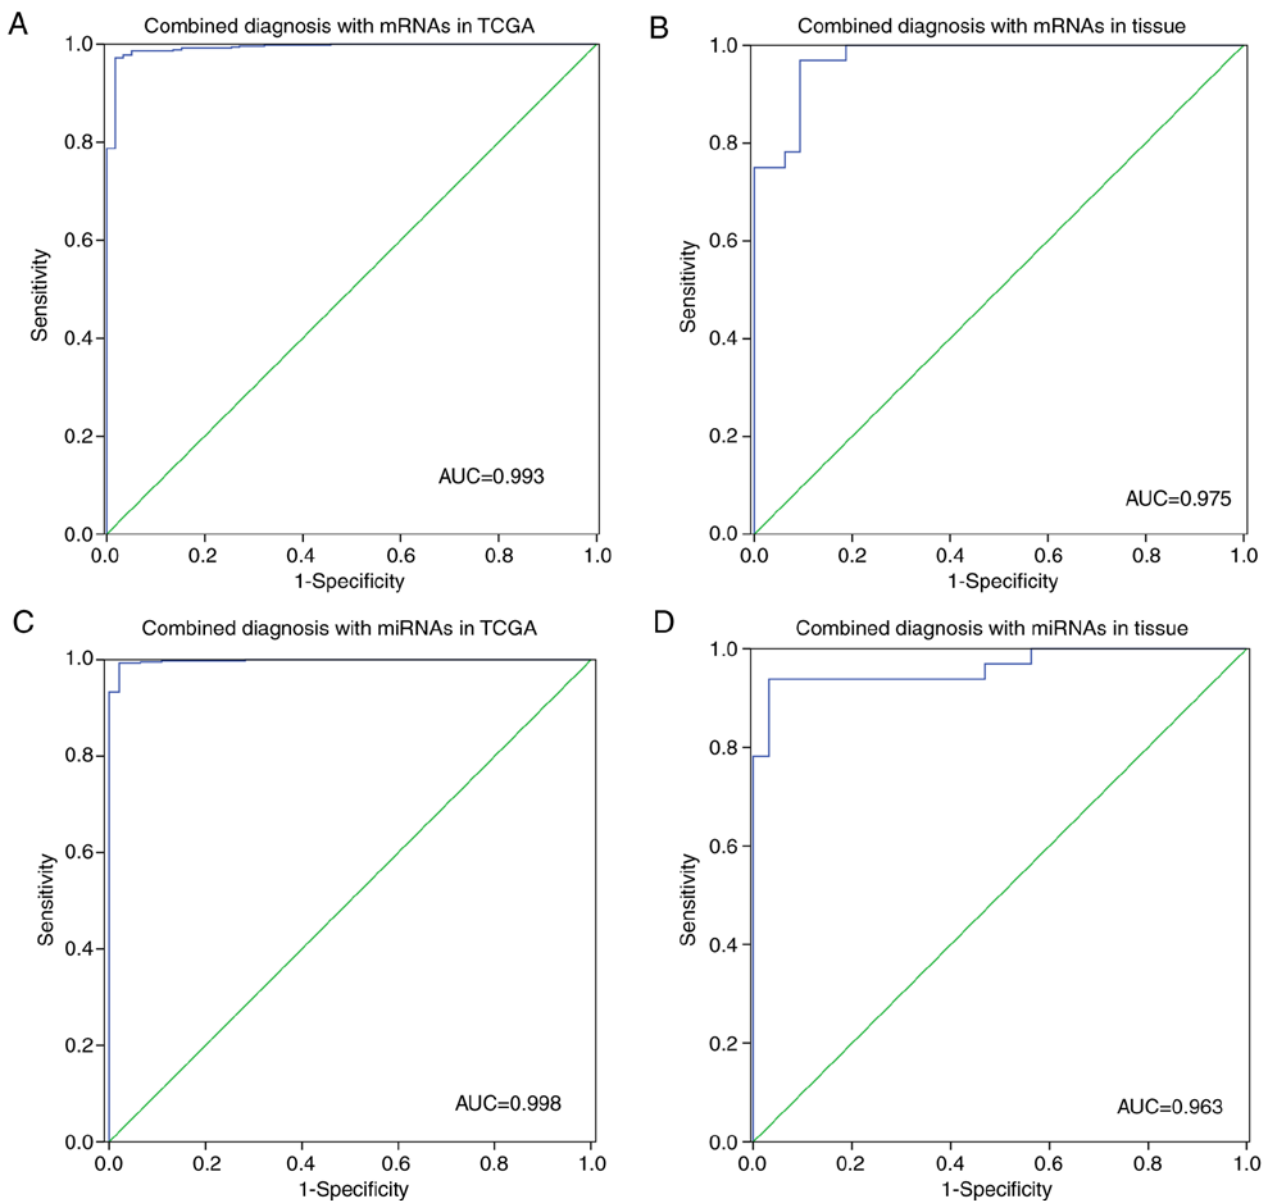 A
Combined diagnosis with mRNAs in TCGA
1.0
0.8
0.6
0.4
0.2
0.0
Sensitivity
AUC=0.993
0.0 0.2 0.4 0.6 0.8 1.0
1-Specificity
B
Combined diagnosis with mRNAs in tissue
1.0
0.8
0.6
0.4
0.2
0.0
Sensitivity
AUC=0.975
0.0 0.2 0.4 0.6 0.8 1.0
1-Specificity
C
Combined diagnosis with miRNAs in TCGA
1.0
0.8
0.6
0.4
0.2
0.0
Sensitivity
AUC=0.998
0.0 0.2 0.4 0.6 0.8 1.0
1-Specificity
D
Combined diagnosis with miRNAs in tissue
1.0
0.8
0.6
0.4
0.2
0.0
Sensitivity
AUC=0.963
0.0 0.2 0.4 0.6 0.8 1.0
1-Specificity